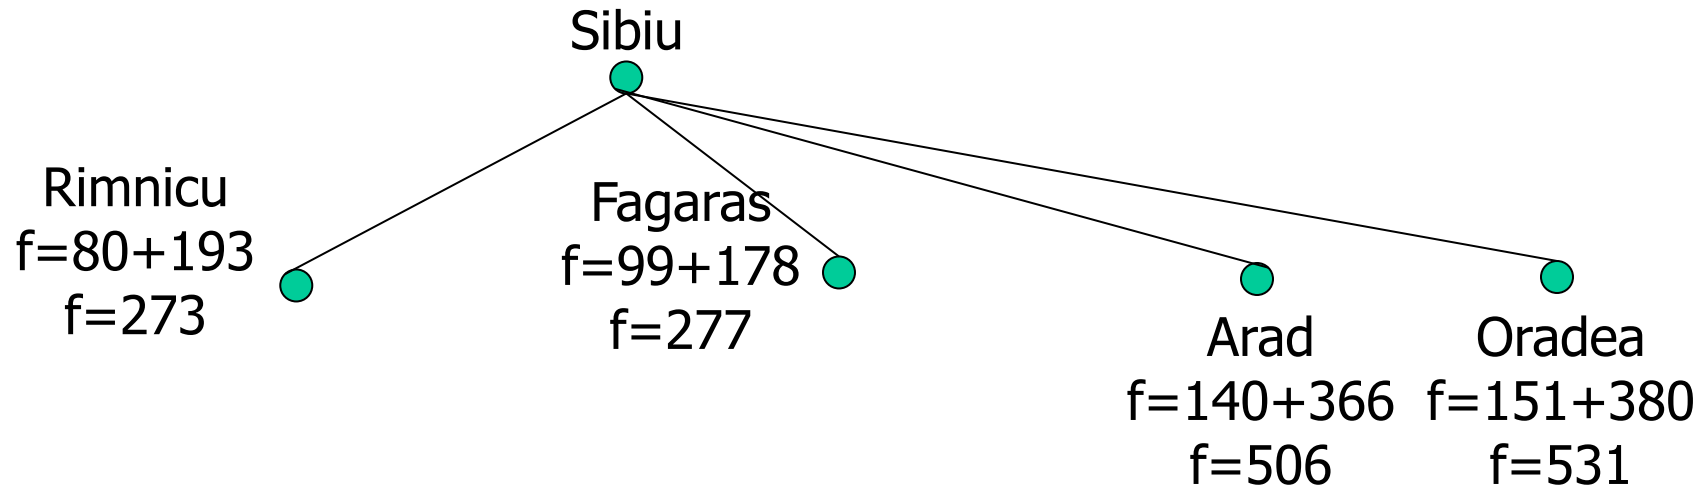 Sibiu
Rimnicu
f=80+193
f=273
Fagaras
f=99+178
f=277
Arad
f=140+366
f=506
Oradea
f=151+380
f=531